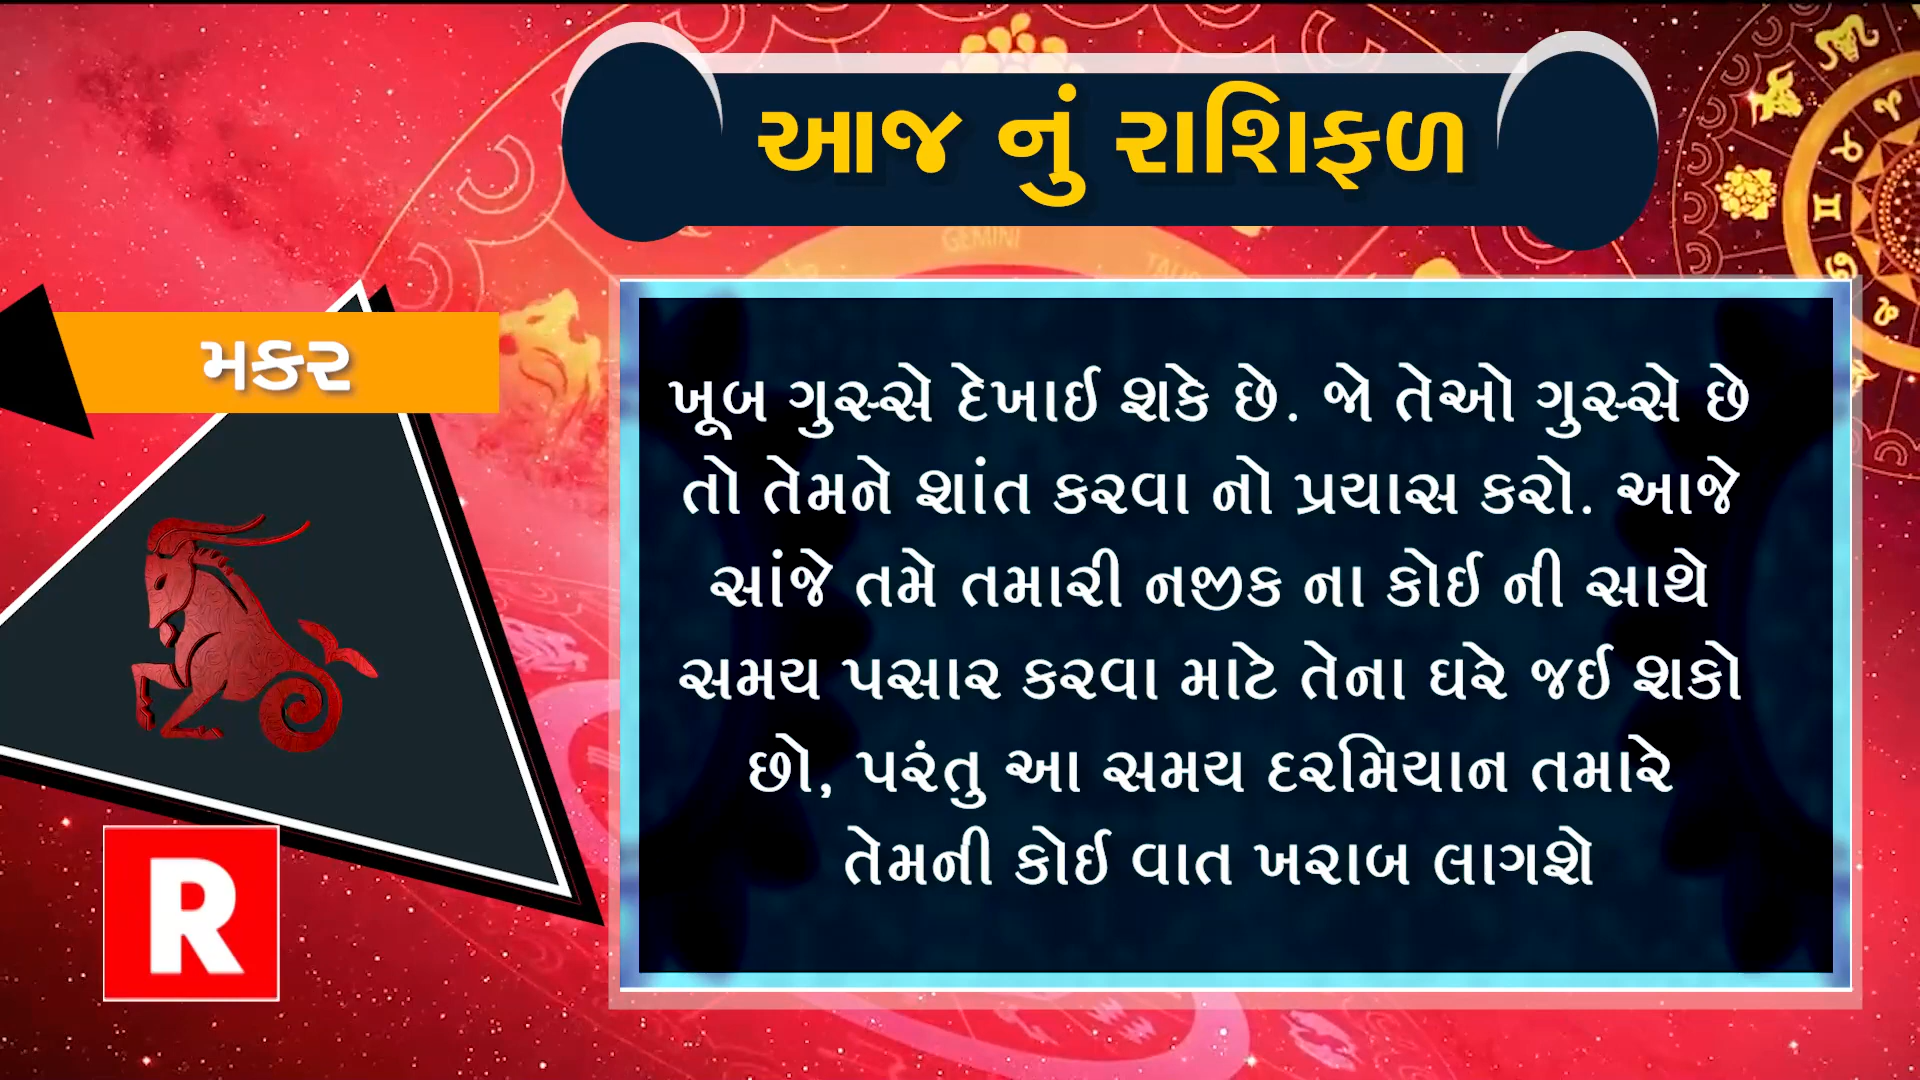 આજ નું રાશિફળ
મકર
ખૂબ ગુસ્સે દેખાઈ શકે છે. જો તેઓ ગુસ્સે છે
તો તેમને શાંત કરવા નો પ્રયાસ કરો. આજે
સાંજે તમે તમારી નજીક ના કોઈ ની સાથે
સમય પસાર કરવા માટે તેના ઘરે જઈ શકો
છો, પરંતુ આ સમય દરમિયાન તમારે
તેમની કોઈ વાત ખરાબ લાગશે
R
GEMINI